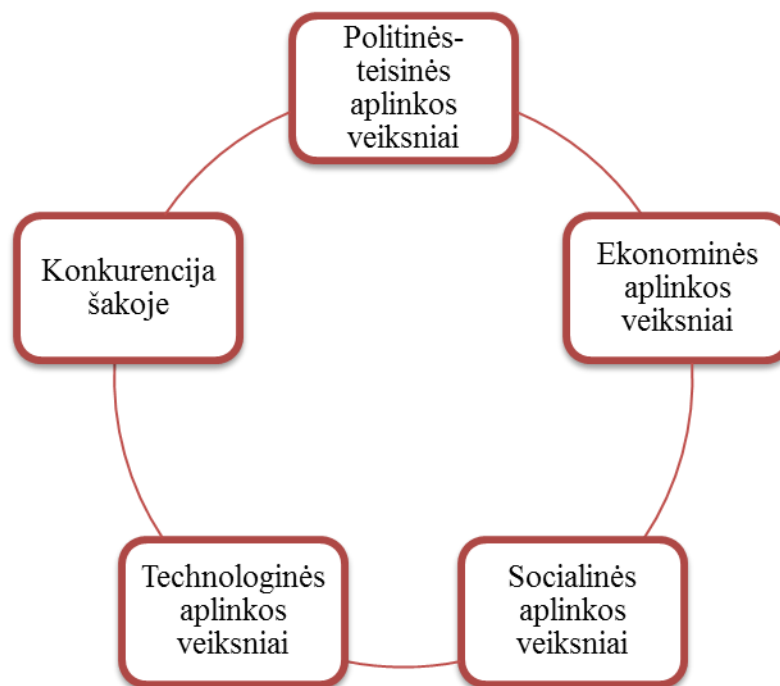 Politinės-
teisinės
aplinkos
veiksniai
Ekonominės
aplinkos
veiksniai
Socialinės
aplinkos
veiksniai
Technologinės
aplinkos
veiksniai
Konkurencija
šakoje